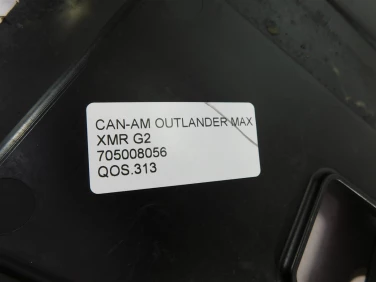 CAN-AM OUTLANDER MAX
XMR G2
705008056
QOS.313